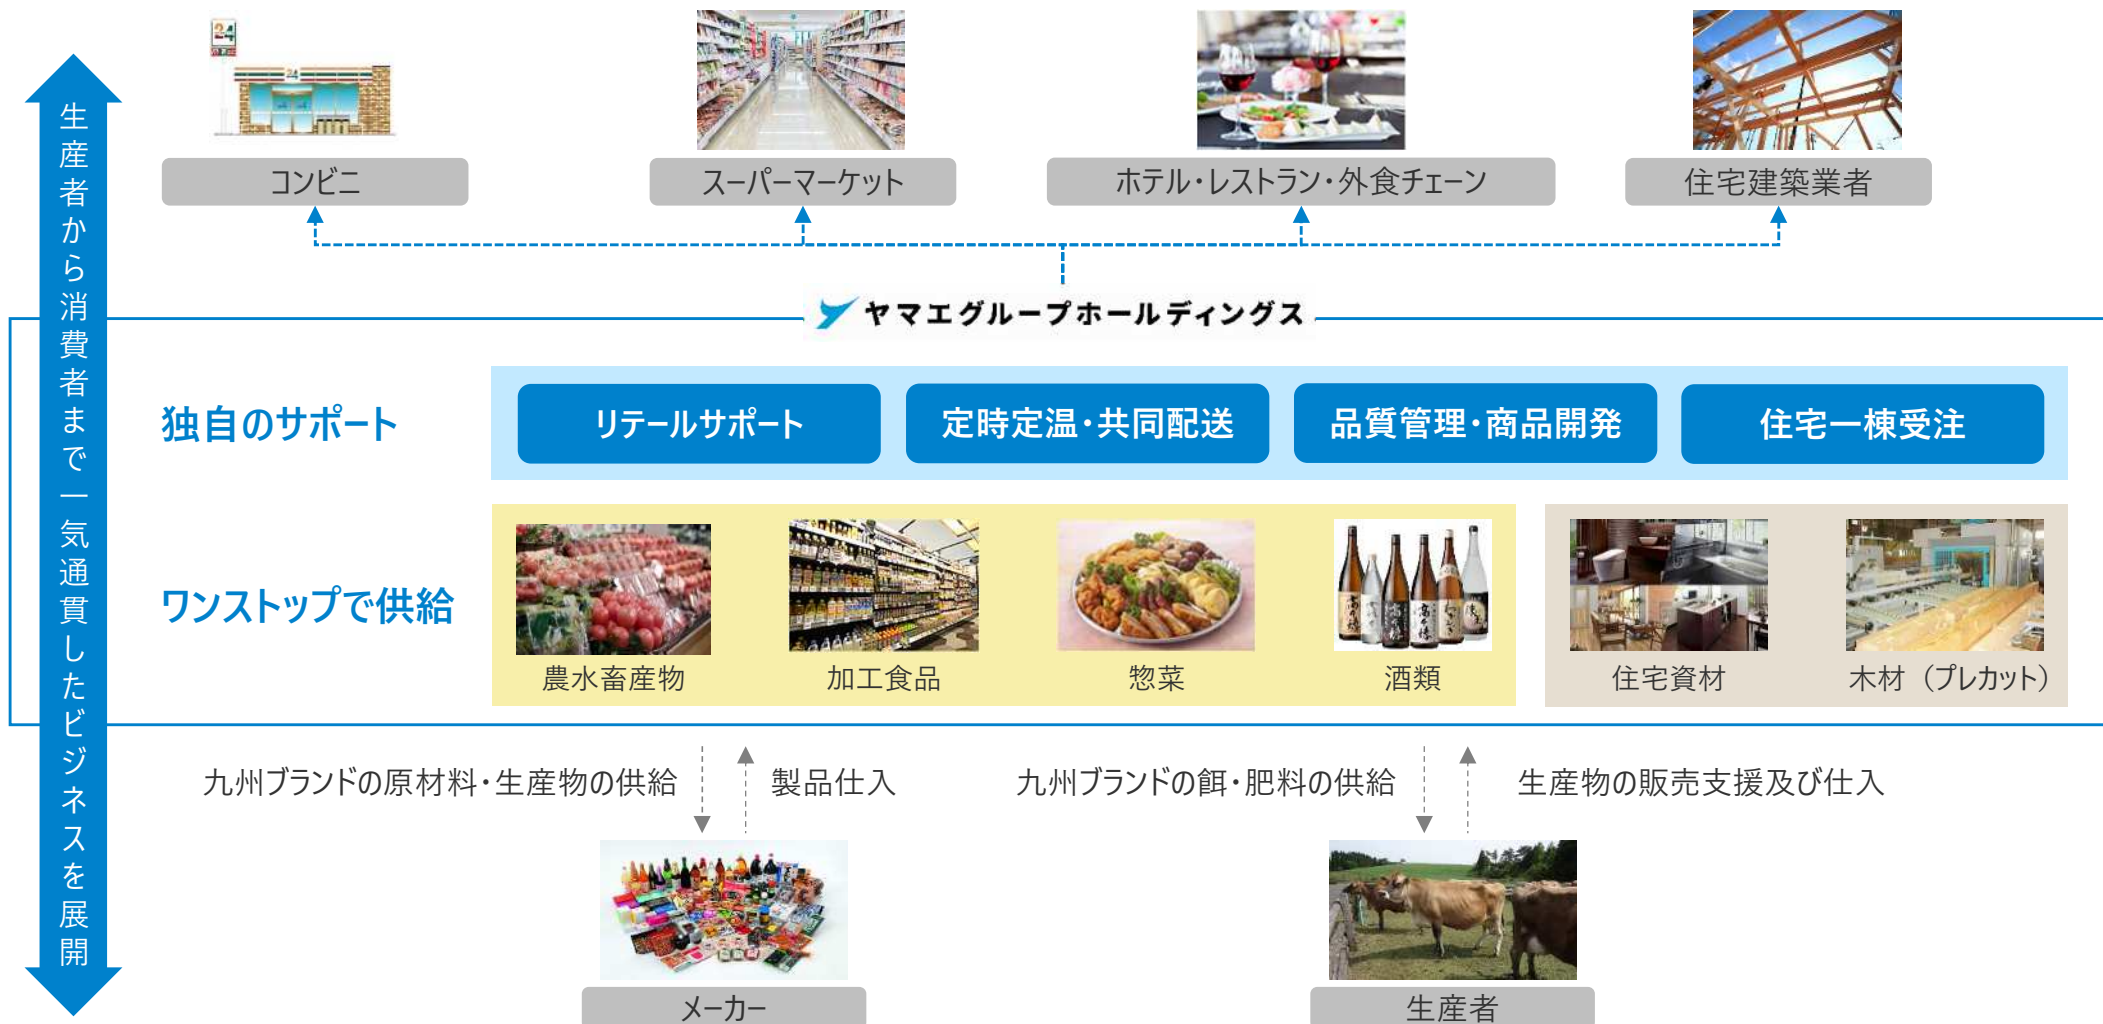 生産者から消費者まで一気通貫したビジネスを展開
24
24
コンビニ
スーパーマーケット
ホテル・レストラン・外食チェーン
住宅建築業者
ヤマエグループホールディングス
独自のサポート
リテールサポート
定時定温・共同配送
品質管理・商品開発
住宅一棟受注
ワンストップで供給
農水畜産物
加工食品
惣菜
酒類
住宅資材
木材（プレカット）
九州ブランドの原材料・生産物の供給
製品仕入
九州ブランドの餌・肥料の供給
生産物の販売支援及び仕入
メーカー
生産者